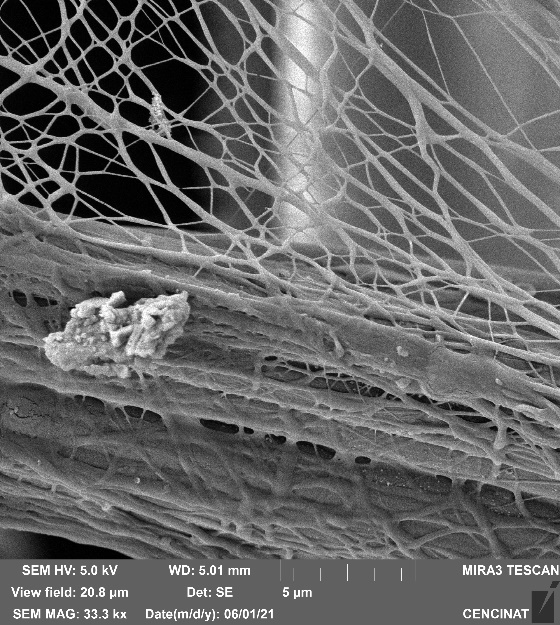 SEM HV: 5.0 kV WD: 5.01 mm MIRA3 TESCAN
View field: 20.8 µm Det: SE 5 µm
SEM MAG: 33.3 kx Date(m/d/y): 06/01/21 CENCINAT